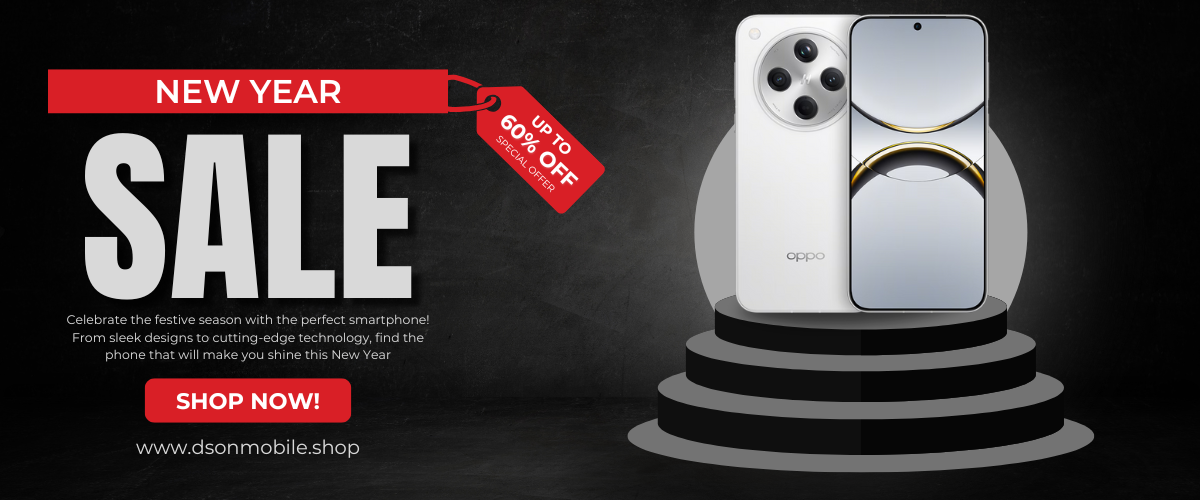 NEW YEAR
SALE
UP TO
60% OFF
SPECIAL OFFER
Celebrate the festive season with the perfect smartphone!
From sleek designs to cutting-edge technology, find the
phone that will make you shine this New Year
SHOP NOW!
www.dsonmobile.shop
oppo